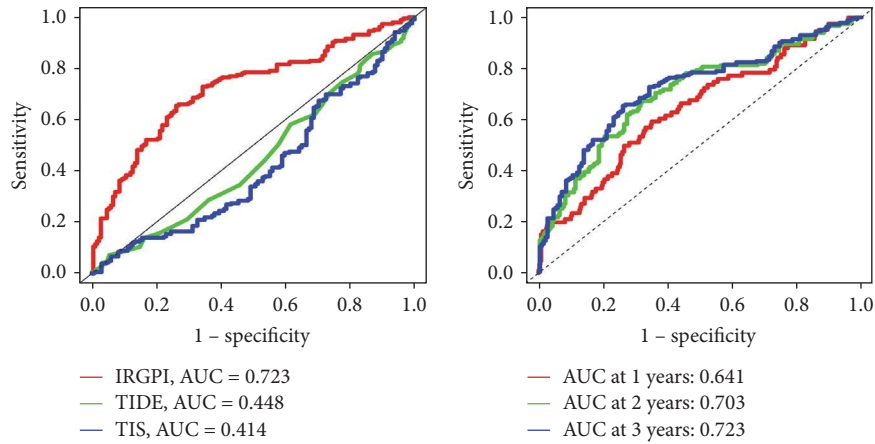 1.0
0.8
0.6
0.4
0.2
0.0
Sensitivity
0.0 0.2 0.4 0.6 0.8 1.0
1 – specificity
IRGPI, AUC = 0.723
TIDE, AUC = 0.448
TIS, AUC = 0.414
1.0
0.8
0.6
0.4
0.2
0.0
Sensitivity
0.0 0.2 0.4 0.6 0.8 1.0
1 – specificity
AUC at 1 years: 0.641
AUC at 2 years: 0.703
AUC at 3 years: 0.723